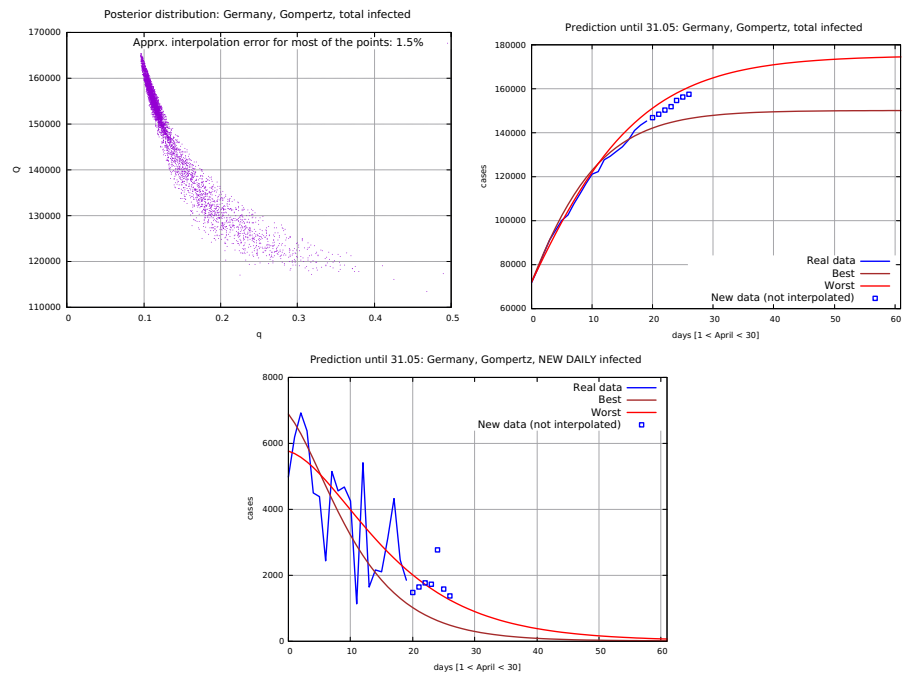 Posterior distribution: Germany, Gompertz, total infected
170000
160000
150000
140000
130000
120000
110000
Q
Apprx. interpolation error for most of the points: 1.5%
0
0.1
0.2
0.3
0.4
0.5
q
Prediction until 31.05: Germany, Gompertz, total infected
180000
160000
140000
120000
100000
80000
60000
cases
Real data
Best
Worst
New data (not interpolated)
0
10
20
30
40
50
60
days [1 < April < 30]
Prediction until 31.05: Germany, Gompertz, NEW DAILY infected
8000
6000
4000
2000
0
cases
Real data
Best
Worst
New data (not interpolated)
0
10
20
30
40
50
60
days [1 < April < 30]